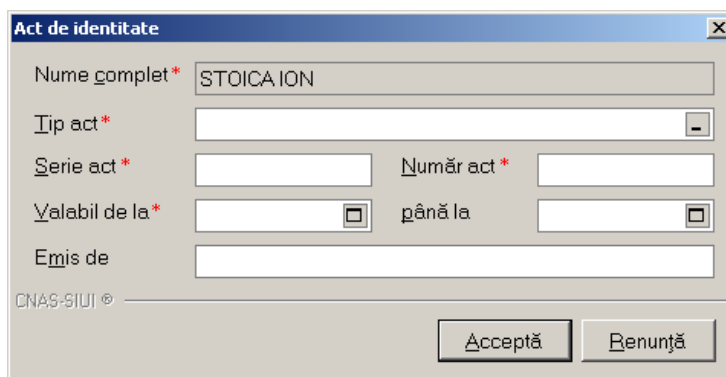 Act de identitate
Nume complet* STOICA ION
Tip act*
Serie act* Număr act*
Valabil de la* până la
Emis de
CNAS-SIUI ®
Acceptă Renunţă